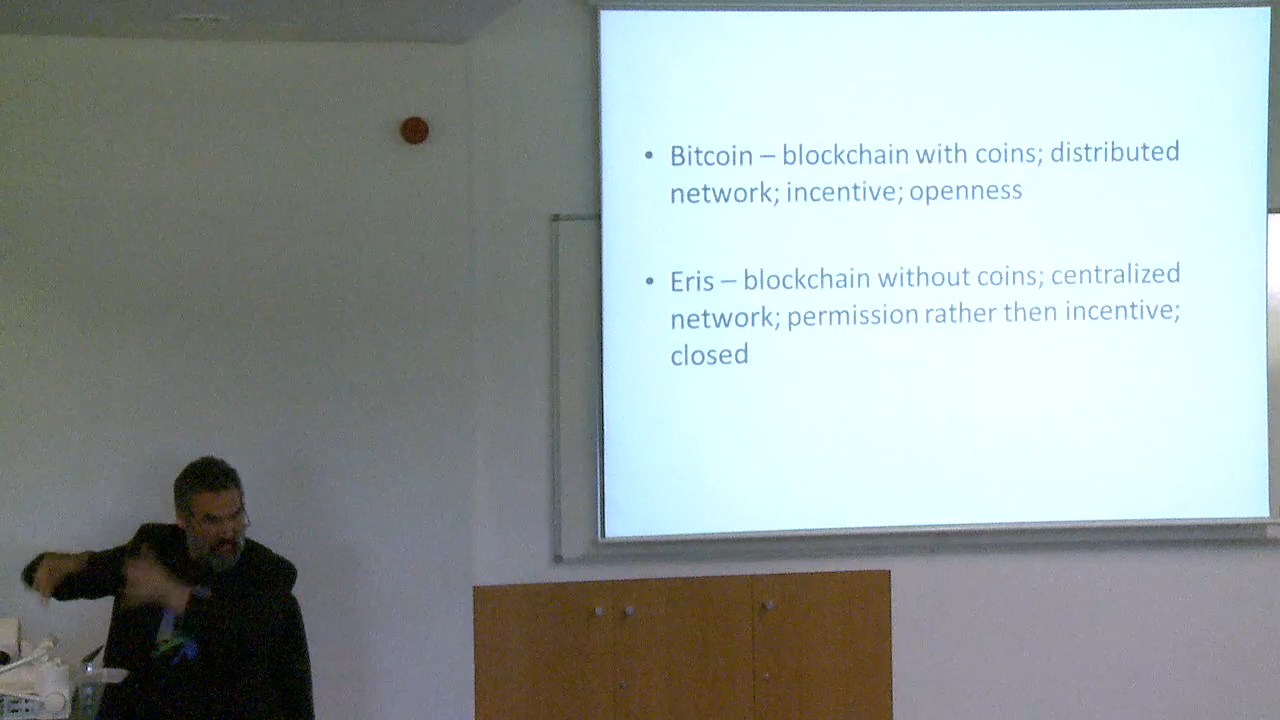 • Bitcoin – blockchain with coins; distributed
network; incentive; openness
• Eris – blockchain without coins; centralized
network; permission rather then incentive;
closed